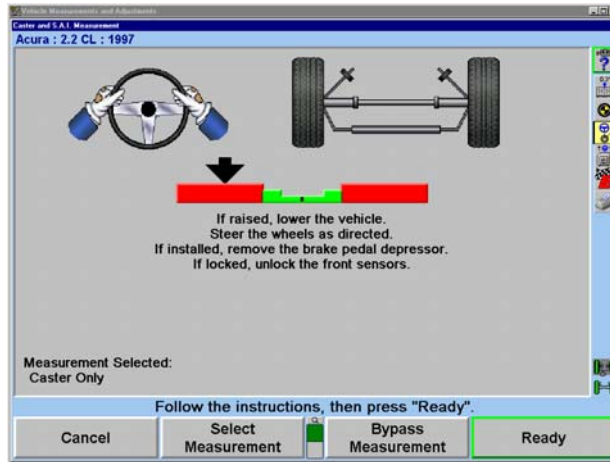 Vehicle Measurements and Adjustments
Caster and S.A.I. Measurement
Acura : 2.2 CL : 1997
If raised, lower the vehicle.
Steer the wheels as directed.
If installed, remove the brake pedal depressor.
If locked, unlock the front sensors.
Measurement Selected:
Caster Only
Follow the instructions, then press "Ready".
Cancel
Select
Measurement
Bypass
Measurement
Ready